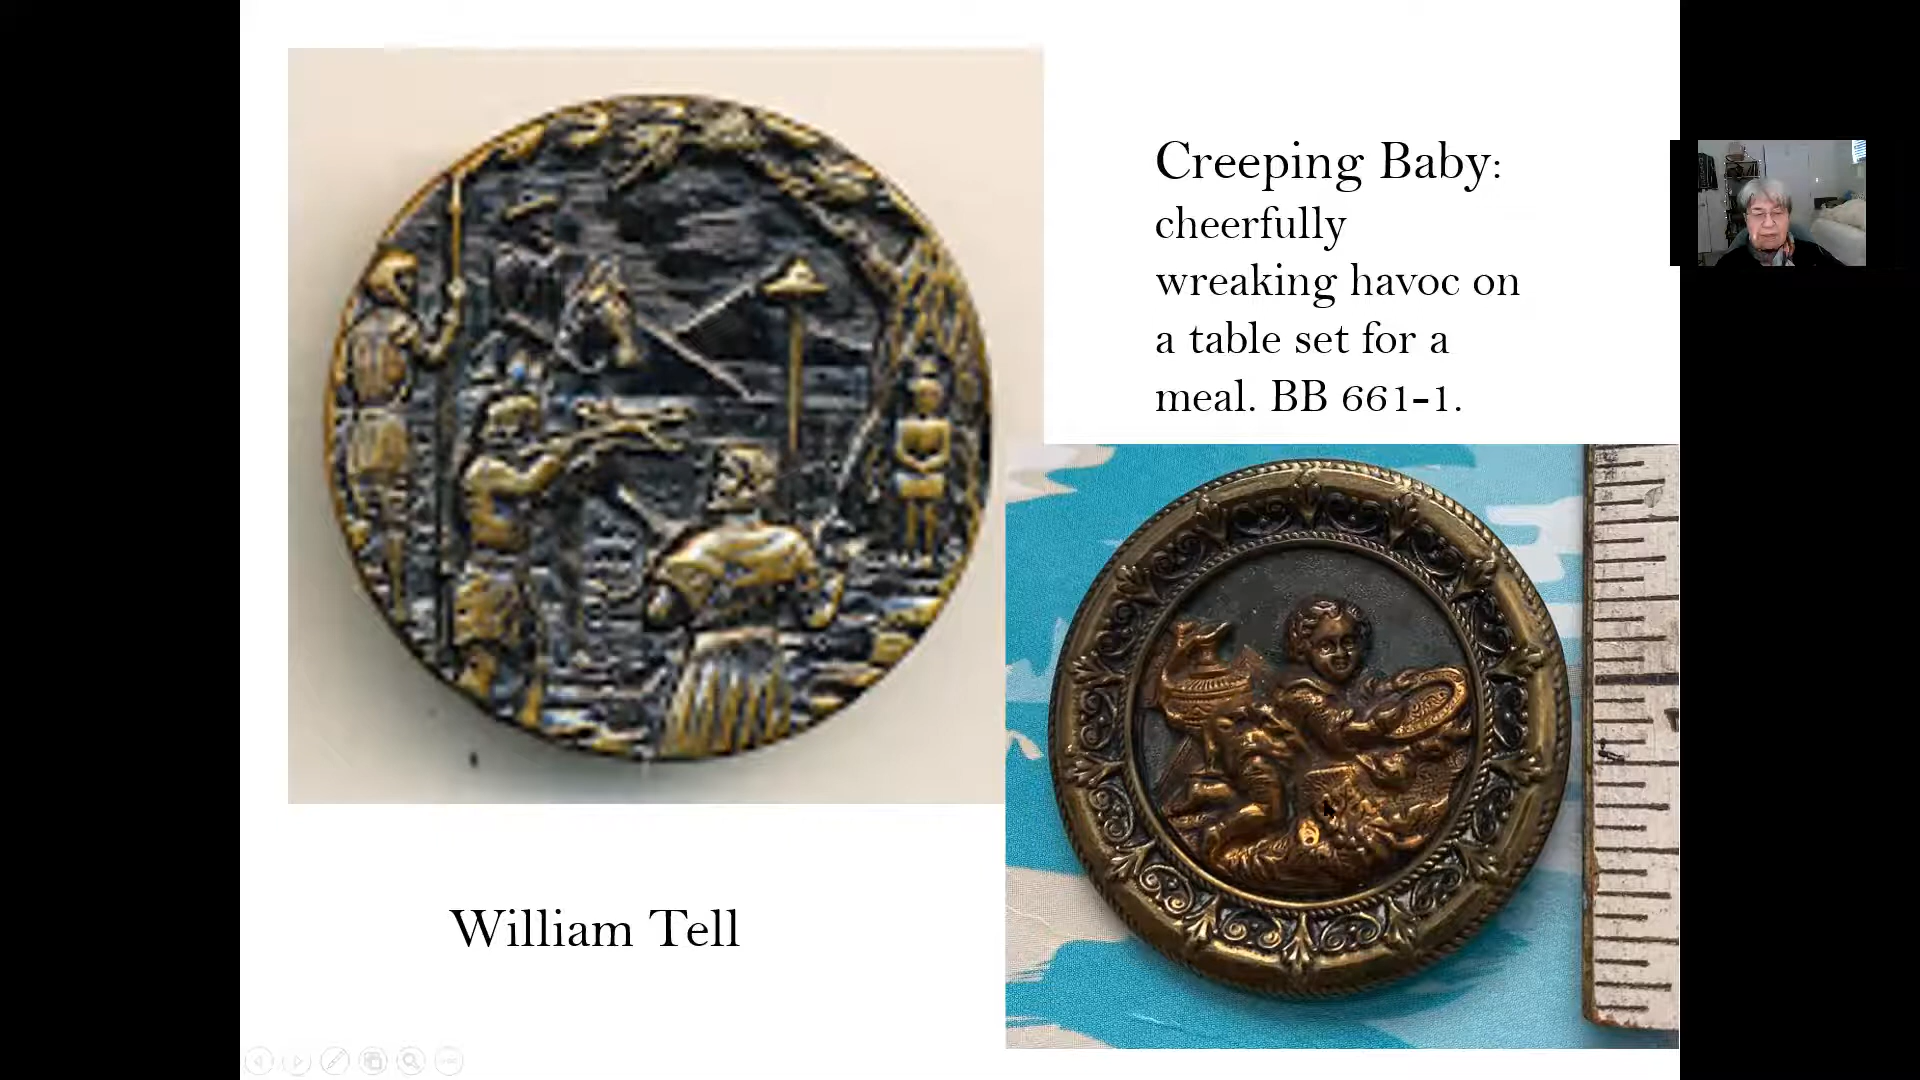 Creeping Baby:
cheerfully
wreaking havoc on
a table set for a
meal. BB 661-1.
William Tell